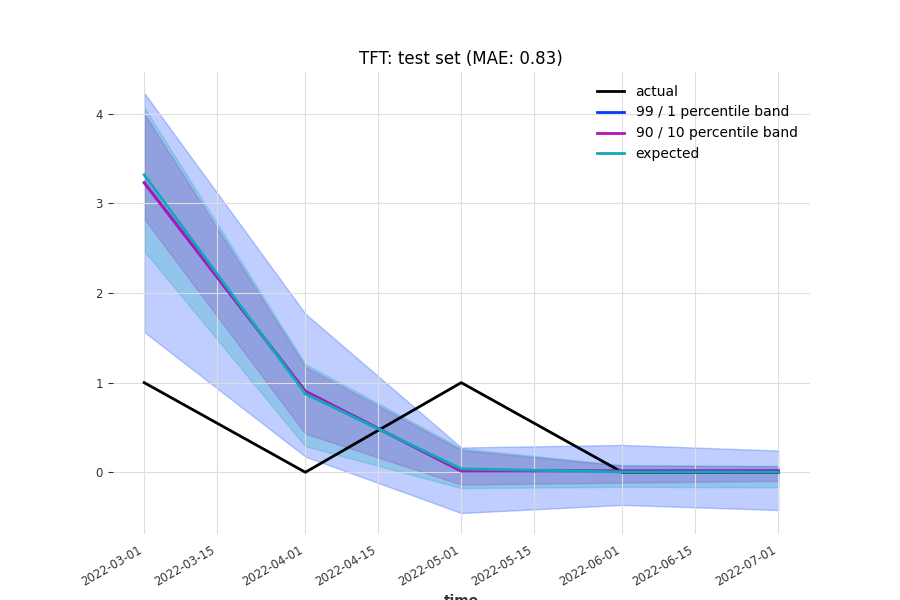 TFT: test set (MAE: 0.83)
actual
99 / 1 percentile band
90 / 10 percentile band
expected
4
3
2
1
0
2022-03-01
2022-03-15
2022-04-01
2022-04-15
2022-05-01
2022-05-15
2022-06-01
2022-06-15
2022-07-01
time